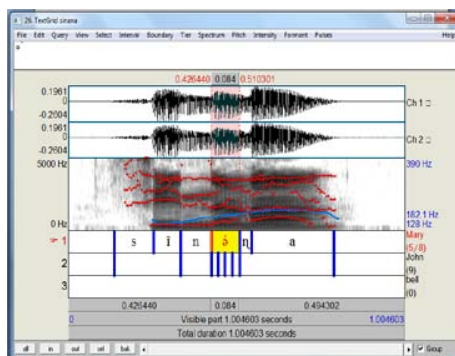 26. TextGrid sinana
File Edit Query View Select Interval Boundary Tier Spectrum Pitch Intensity Formant Pulses Help
0.426440 0.084 0.510301
0.1961
0
-0.2604
Ch 1
0.1961
0
-0.2604
Ch 2
5000 Hz
390 Hz
182.1 Hz
0 Hz
128 Hz
1 s n a
Mary
(5/8)
2
John
(9)
3
bell
(0)
0.426440 0.084 0.494302
0 Visible part 1.004603 seconds 1.004603
Total duration 1.004603 seconds
all in out sel bak Group